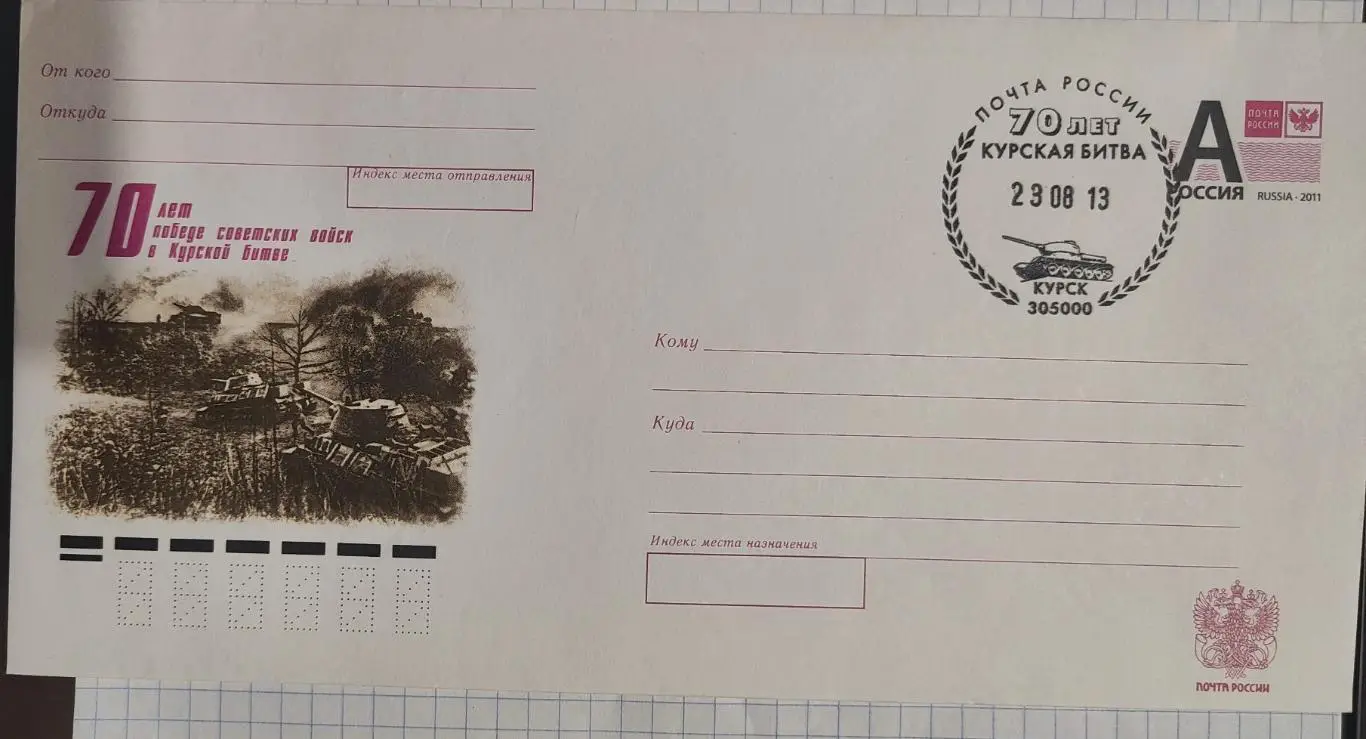 От кого
Откуда
Индекс места отправления
70 лет
победе советских войск
в Курской битве
ПОЧТА РОССИИ
70 ЛЕТ
КУРСКАЯ БИТВА
23 08 13
КУРСК
305000
ПОЧТА
РОССИИ
А
РОССИЯ RUSSIA · 2011
Кому
Куда
Индекс места назначения
ПОЧТА РОССИИ